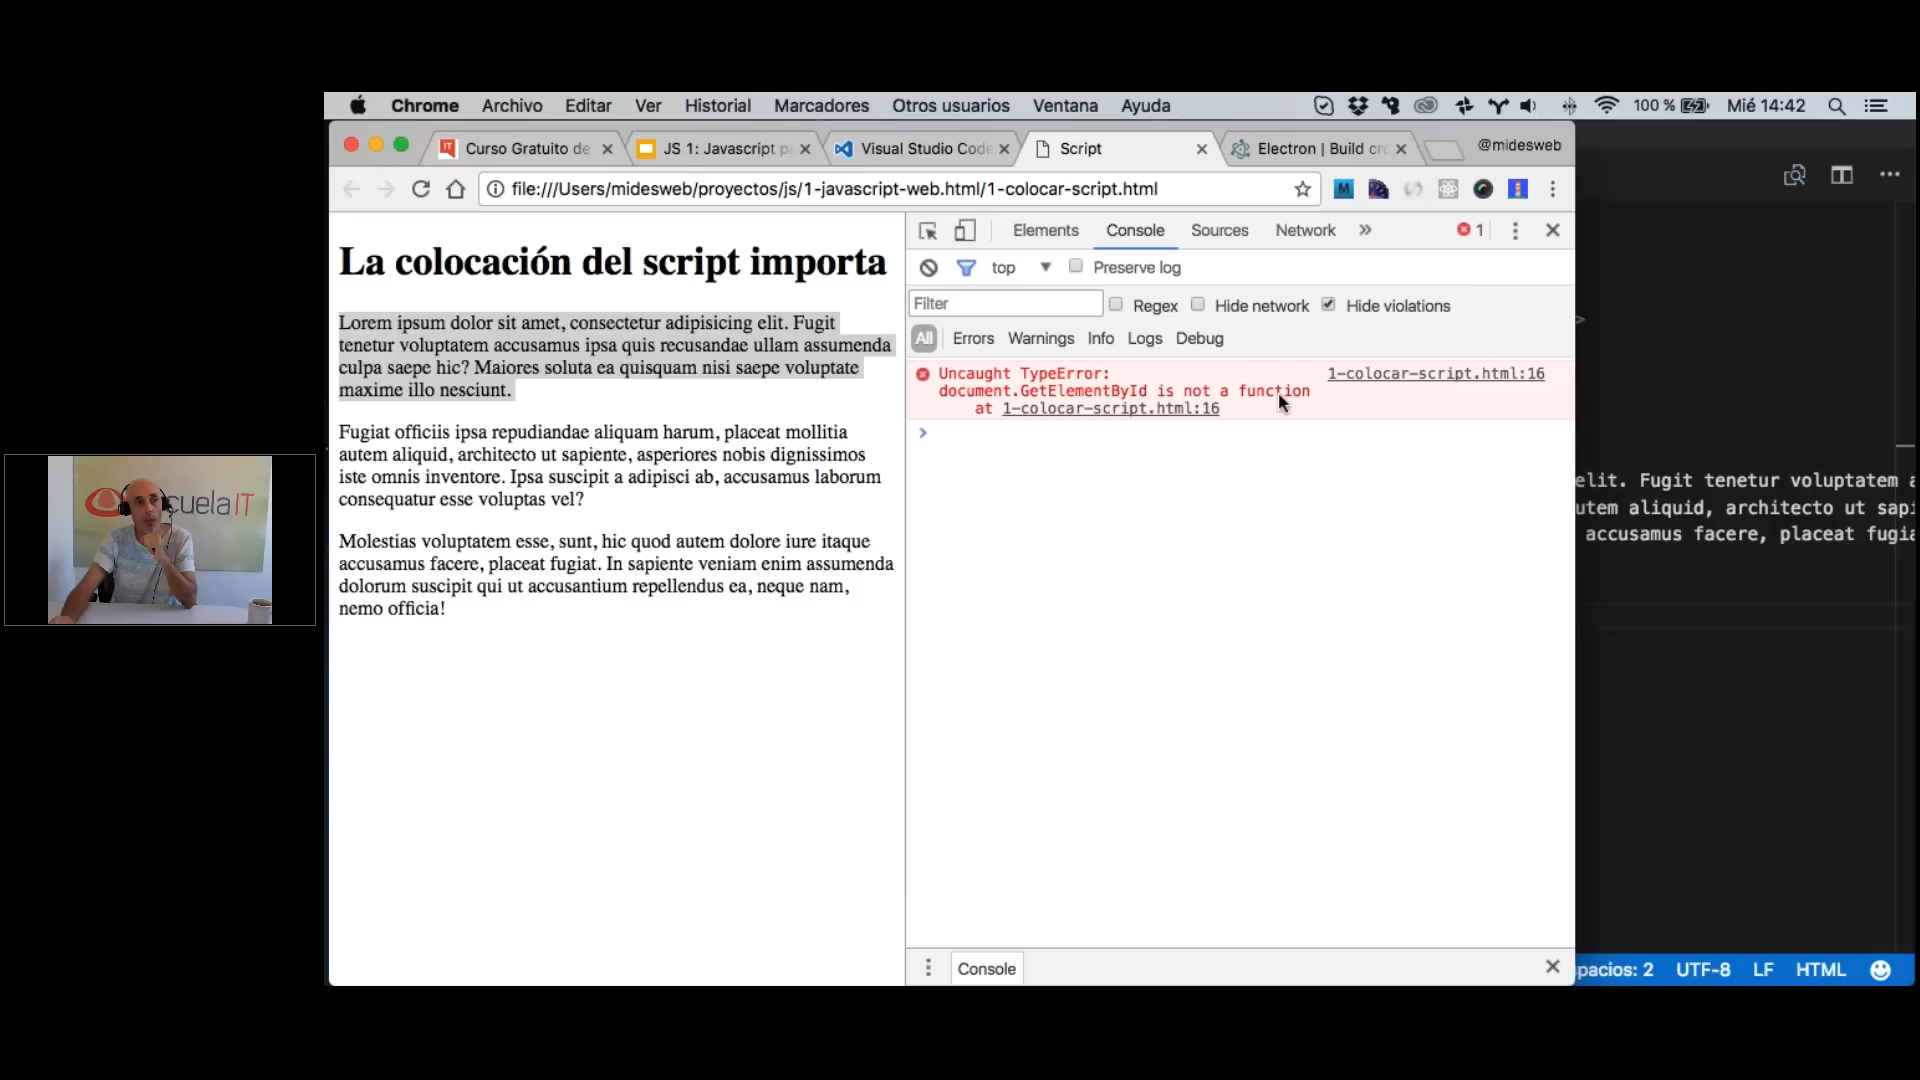 Chrome Archivo Editar Ver Historial Marcadores Otros usuarios Ventana Ayuda 100 % Mié 14:42
Curso Gratuito de
JS 1: Javascript p
Visual Studio Code
Script
Electron | Build cr
@midesweb
file:///Users/midesweb/proyectos/js/1-javascript-web.html/1-colocar-script.html
La colocación del script importa
Lorem ipsum dolor sit amet, consectetur adipisicing elit. Fugit
tenetur voluptatem accusamus ipsa quis recusandae ullam assumenda
culpa saepe hic? Maiores soluta ea quisquam nisi saepe voluptate
maxime illo nesciunt.
Fugiat officiis ipsa repudiandae aliquam harum, placeat mollitia
autem aliquid, architecto ut sapiente, asperiores nobis dignissimos
iste omnis inventore. Ipsa suscipit a adipisci ab, accusamus laborum
consequatur esse voluptas vel?
Molestias voluptatem esse, sunt, hic quod autem dolore iure itaque
accusamus facere, placeat fugiat. In sapiente veniam enim assumenda
dolorum suscipit qui ut accusantium repellendus ea, neque nam,
nemo officia!
Elements Console Sources Network » 1
top Preserve log
Filter Regex Hide network Hide violations
All Errors Warnings Info Logs Debug
Uncaught TypeError: 1-colocar-script.html:16
document.GetElementById is not a function
at 1-colocar-script.html:16
Console
>
elit. Fugit tenetur voluptatem a
utem aliquid, architecto ut sapi
accusamus facere, placeat fugia
pacios: 2 UTF-8 LF HTML
cuelaIT